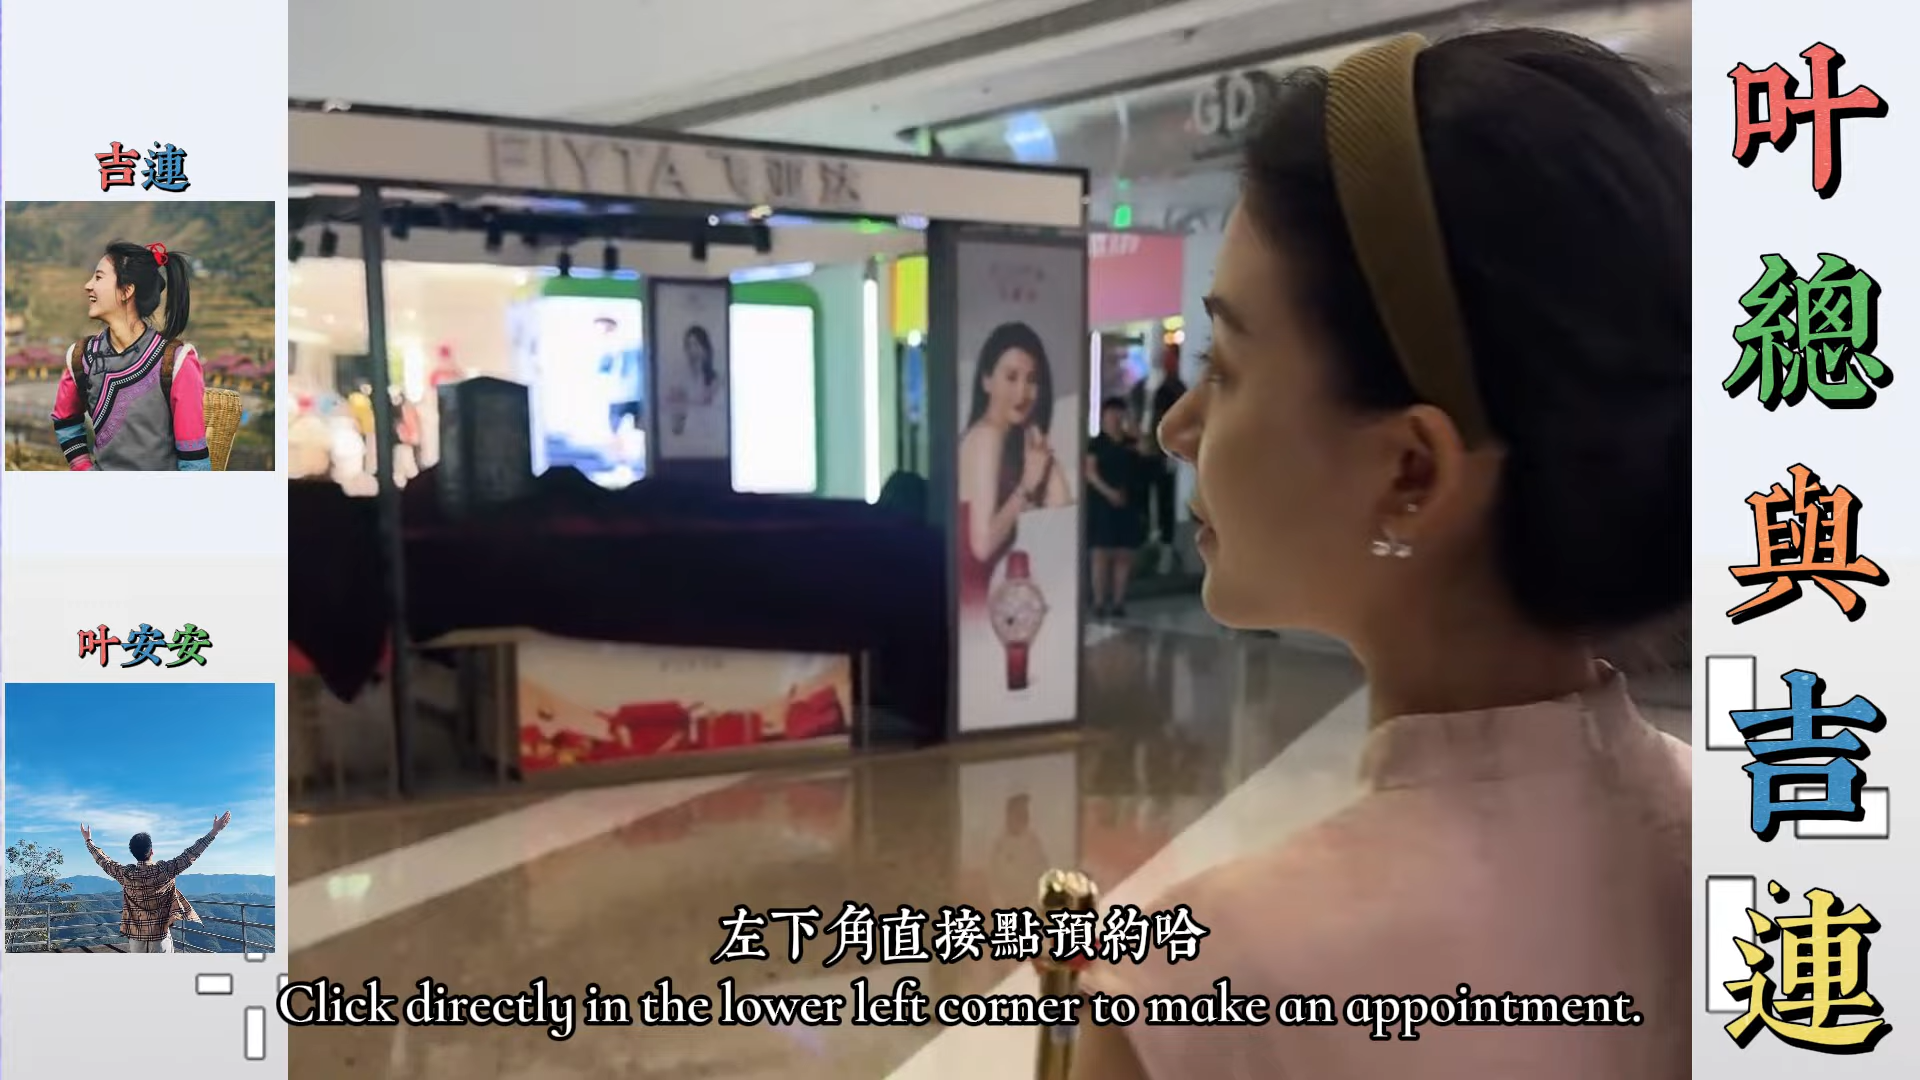 吉連
叶安安
FIYTA 飞亚达
GD
左下角直接點預約哈
Click directly in the lower left corner to make an appointment.
叶總與吉連